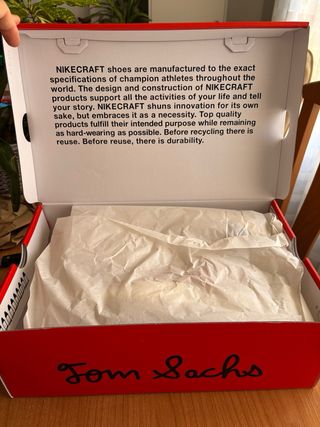 NIKECRAFT shoes are manufactured to the exact
specifications of champion athletes throughout the
world. The design and construction of NIKECRAFT
products support all the activities of your life and tell
your story. NIKECRAFT shuns innovation for its own
sake, but embraces it as a necessity. Top quality
products fulfill their intended purpose while remaining
as hard-wearing as possible. Before recycling there is
reuse. Before reuse, there is durability.
Tom Sachs